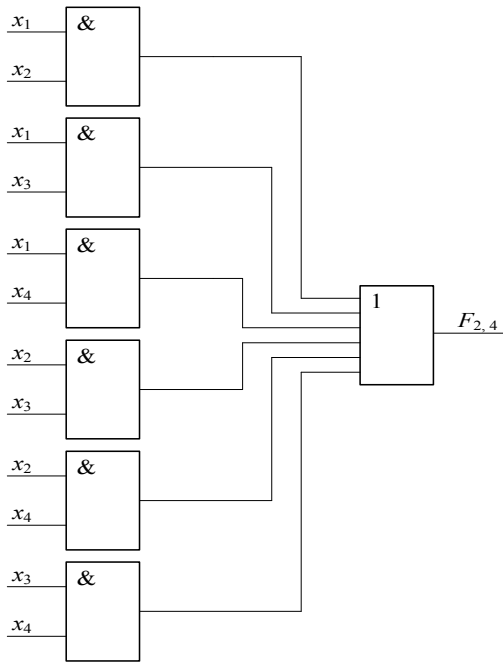 x₁ &
x₂
x₁ &
x₃
x₁ &
x₄
1
F₂, ₄
x₂ &
x₃
x₂ &
x₄
x₃ &
x₄